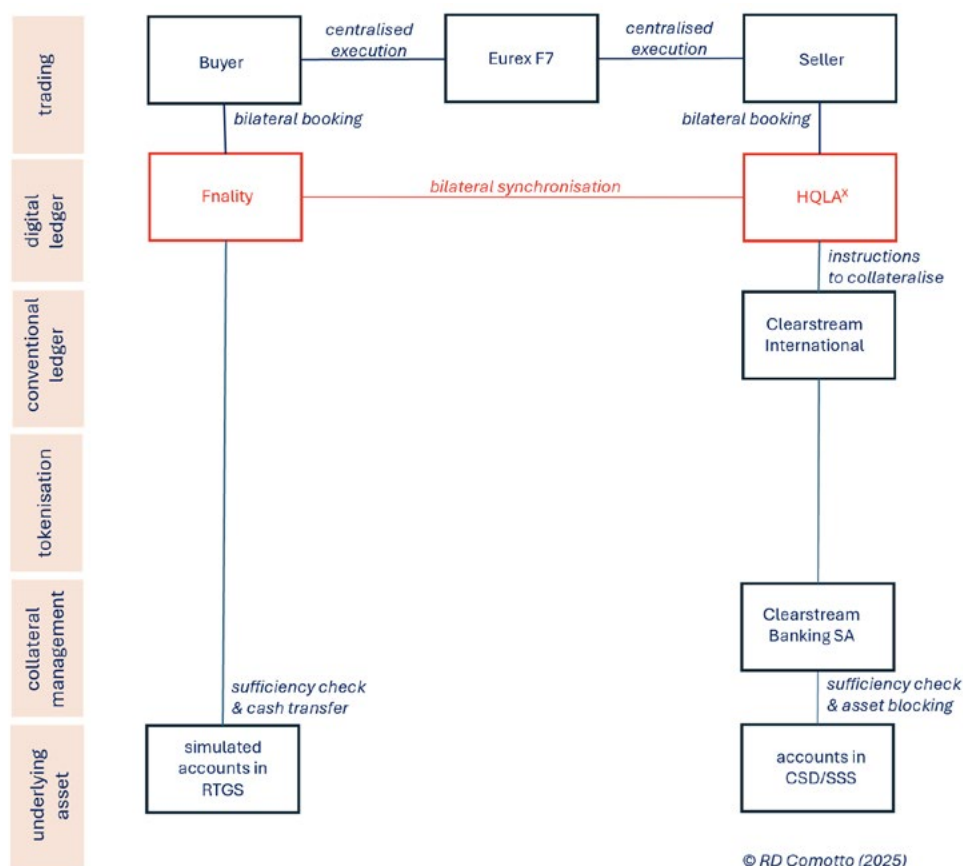 trading
Buyer
centralised
execution
Eurex F7
centralised
execution
Seller
bilateral booking
bilateral booking
digital
ledger
Fnality
bilateral synchronisation
HQLAˣ
instructions
to collateralise
conventional
ledger
Clearstream
International
tokenisation
collateral
management
Clearstream
Banking SA
sufficiency check
& cash transfer
sufficiency check
& asset blocking
underlying
asset
simulated
accounts in
RTGS
accounts in
CSD/SSS
© RD Comotto (2025)